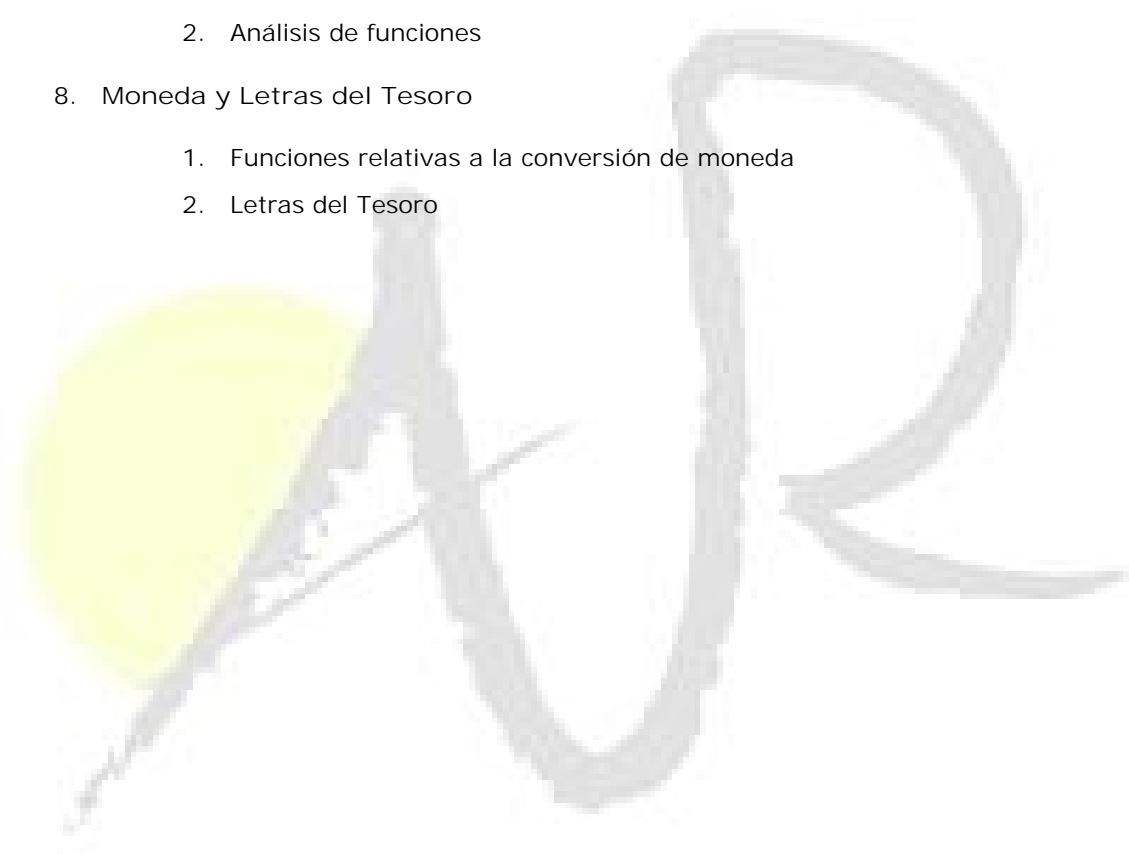 2. Análisis de funciones
8. Moneda y Letras del Tesoro
1. Funciones relativas a la conversión de moneda
2. Letras del Tesoro